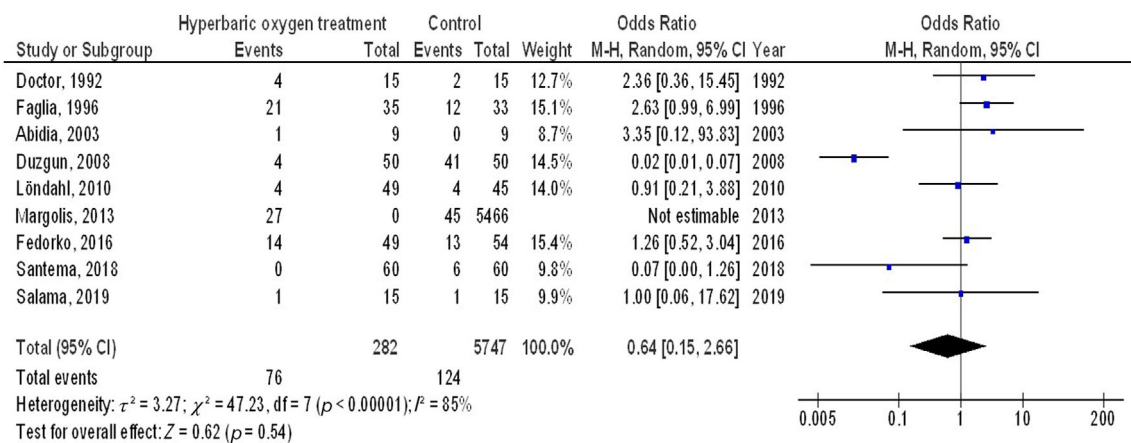 Hyperbaric oxygen treatment Control Odds Ratio Odds Ratio
Study or Subgroup Events Total Events Total Weight M-H, Random, 95% CI Year M-H, Random, 95% CI
Doctor, 1992 4 15 2 15 12.7% 2.36 [0.36, 15.45] 1992
Faglia, 1996 21 35 12 33 15.1% 2.63 [0.99, 6.99] 1996
Abidia, 2003 1 9 0 9 8.7% 3.35 [0.12, 93.83] 2003
Duzgun, 2008 4 50 41 50 14.5% 0.02 [0.01, 0.07] 2008
Löndahl, 2010 4 49 4 45 14.0% 0.91 [0.21, 3.88] 2010
Margolis, 2013 27 0 45 5466 Not estimable 2013
Fedorko, 2016 14 49 13 54 15.4% 1.26 [0.52, 3.04] 2016
Santema, 2018 0 60 6 60 9.8% 0.07 [0.00, 1.26] 2018
Salama, 2019 1 15 1 15 9.9% 1.00 [0.06, 17.62] 2019
Total (95% CI) 282 5747 100.0% 0.64 [0.15, 2.66]
Total events 76 124
Heterogeneity: τ² = 3.27; χ² = 47.23, df = 7 (p < 0.00001); I² = 85%
Test for overall effect: Z = 0.62 (p = 0.54)
0.005 0.1 1 10 200